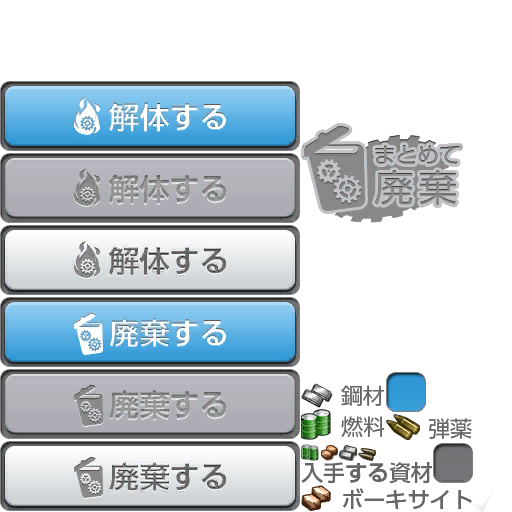 解体する
解体する
解体する
廃棄する
廃棄する
廃棄する
まとめて
廃棄
鋼材
燃料
弾薬
入手する資材
ボーキサイト